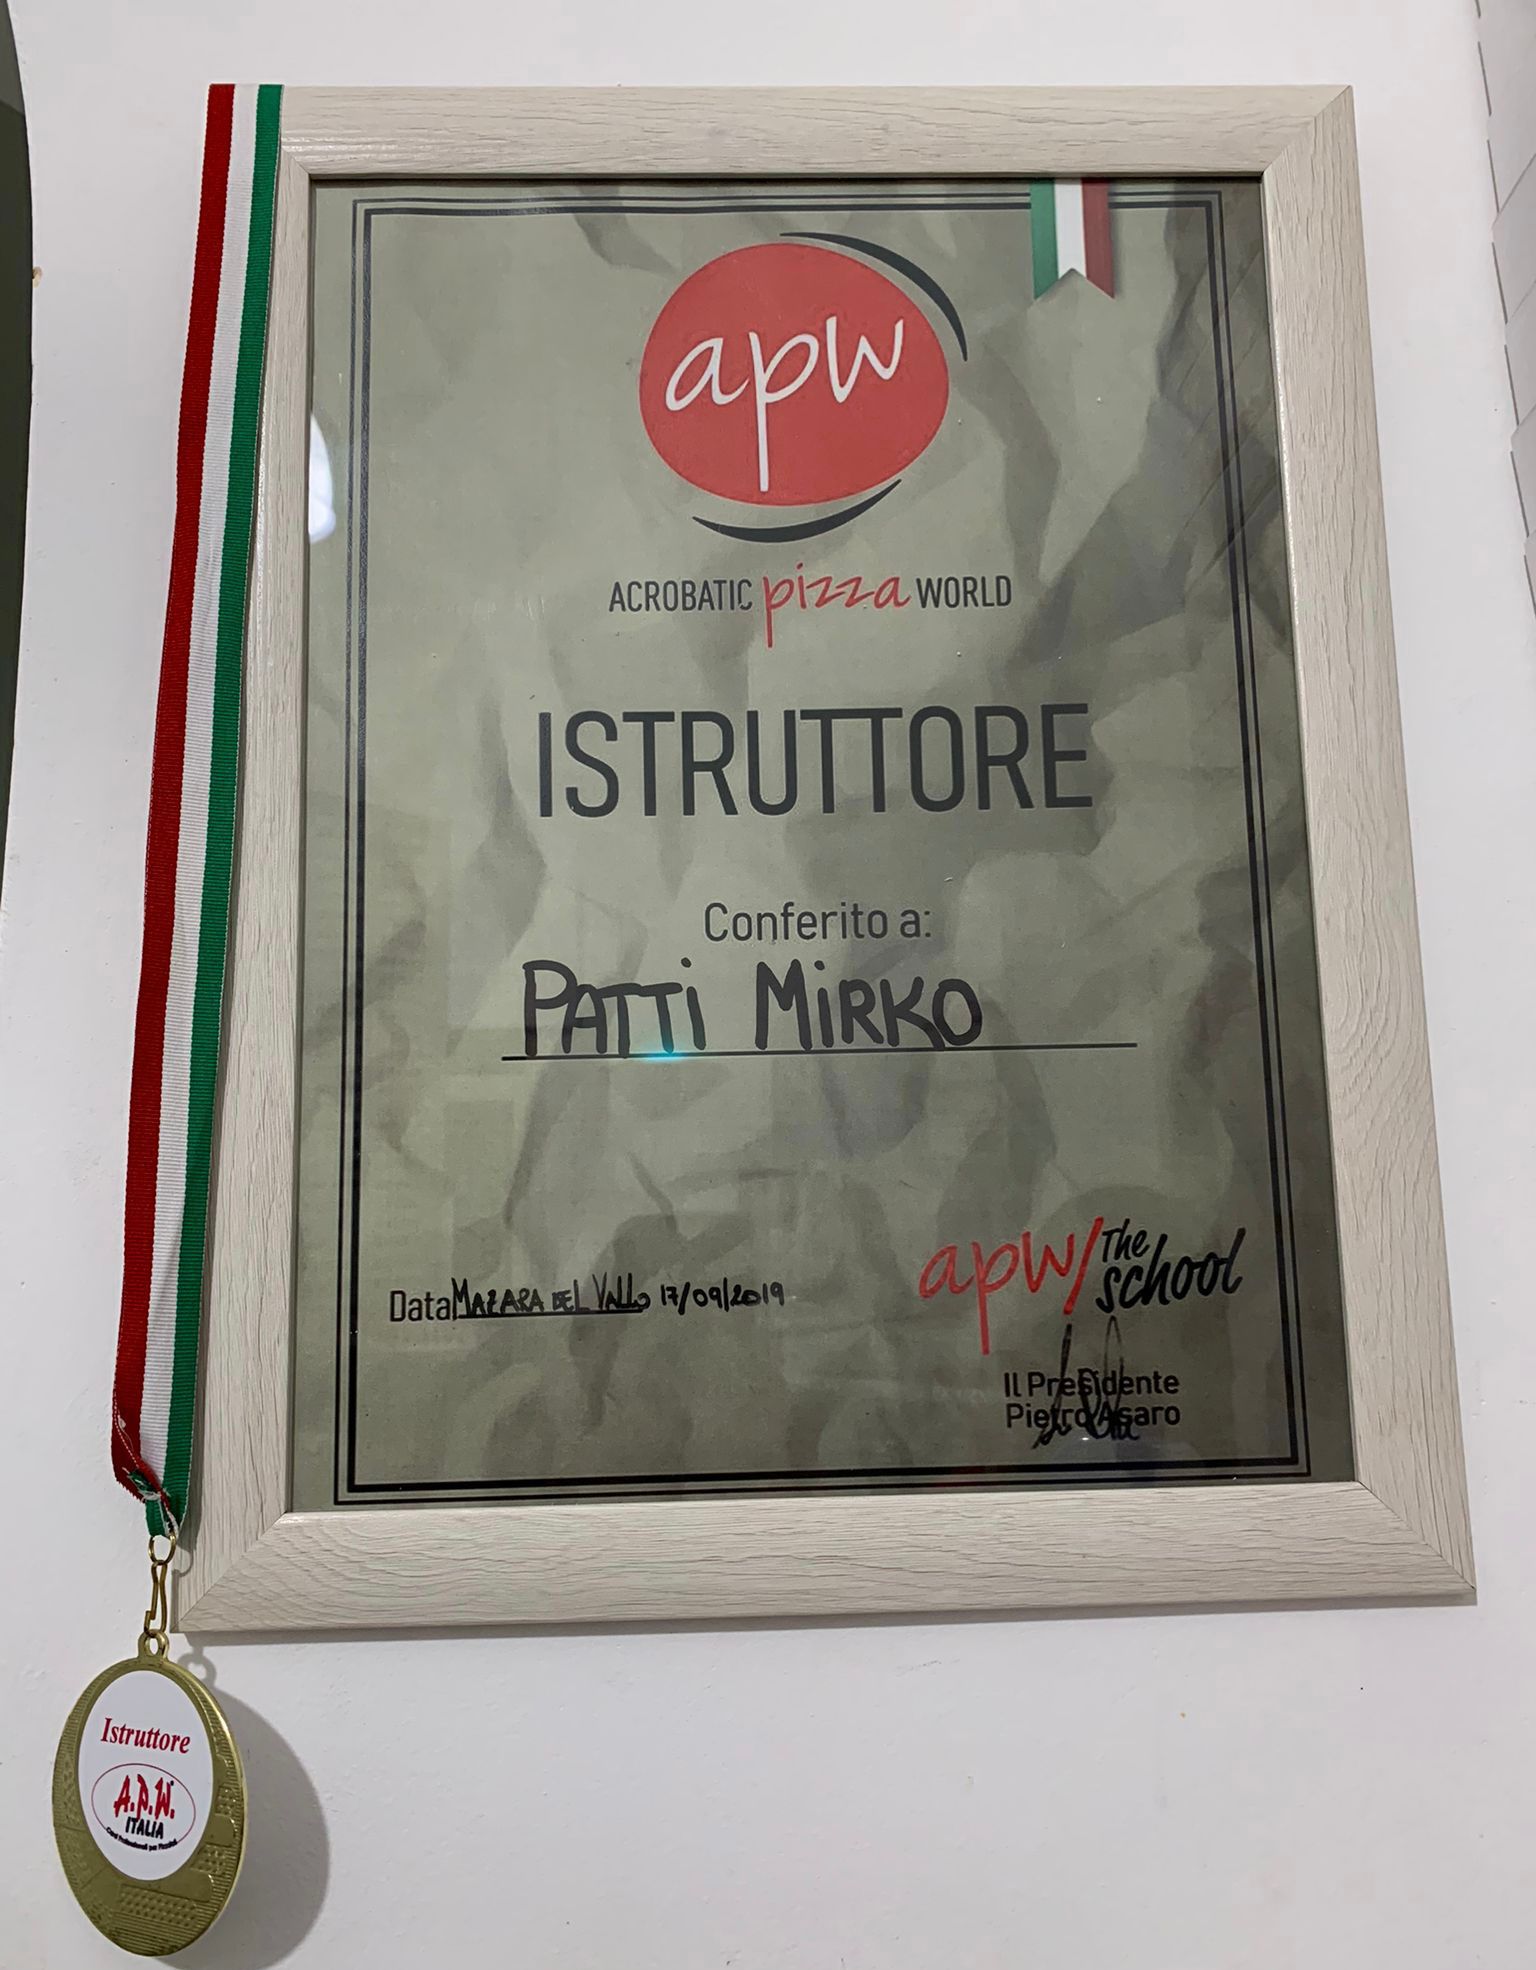 apw
ACROBATIC pizza WORLD
ISTRUTTORE
Conferito a:
PATTI MIRKO
Data MAZARA DEL VALLO 17/09/2019
apw/The school
Il Presidente
Pietro Asaro
Istruttore
A.P.W.
ITALIA